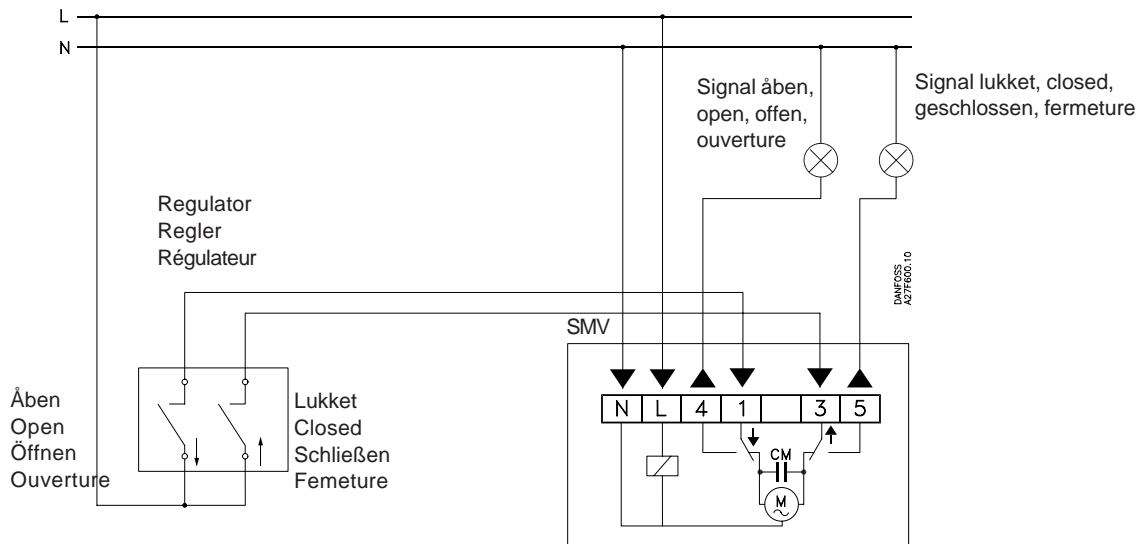 L
N
Signal åben,
open, offen,
ouverture
Signal lukket, closed,
geschlossen, fermeture
Regulator
Regler
Régulateur
DANFOSS
A27F600.10
SMV
Åben
Open
Öffnen
Ouverture
Lukket
Closed
Schließen
Femeture
N L 4 1 3 5
CM
M